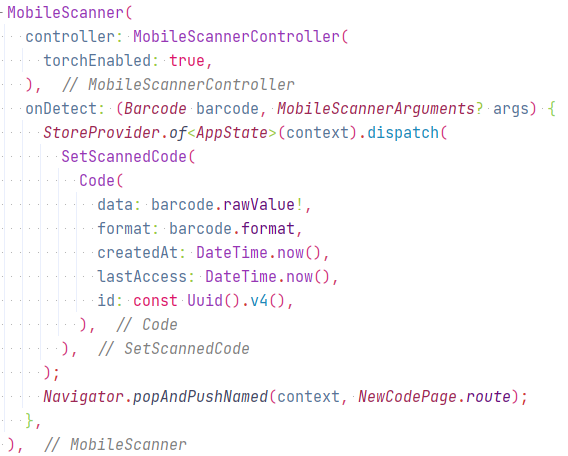 MobileScanner(
controller: MobileScannerController(
torchEnabled: true,
), // MobileScannerController
onDetect: (Barcode barcode, MobileScannerArguments? args) {
StoreProvider.of<AppState>(context).dispatch(
SetScannedCode(
Code(
data: barcode.rawValue!,
format: barcode.format,
createdAt: DateTime.now(),
lastAccess: DateTime.now(),
id: const Uuid().v4(),
), // Code
), // SetScannedCode
);
Navigator.popAndPushNamed(context, NewCodePage.route);
},
), // MobileScanner